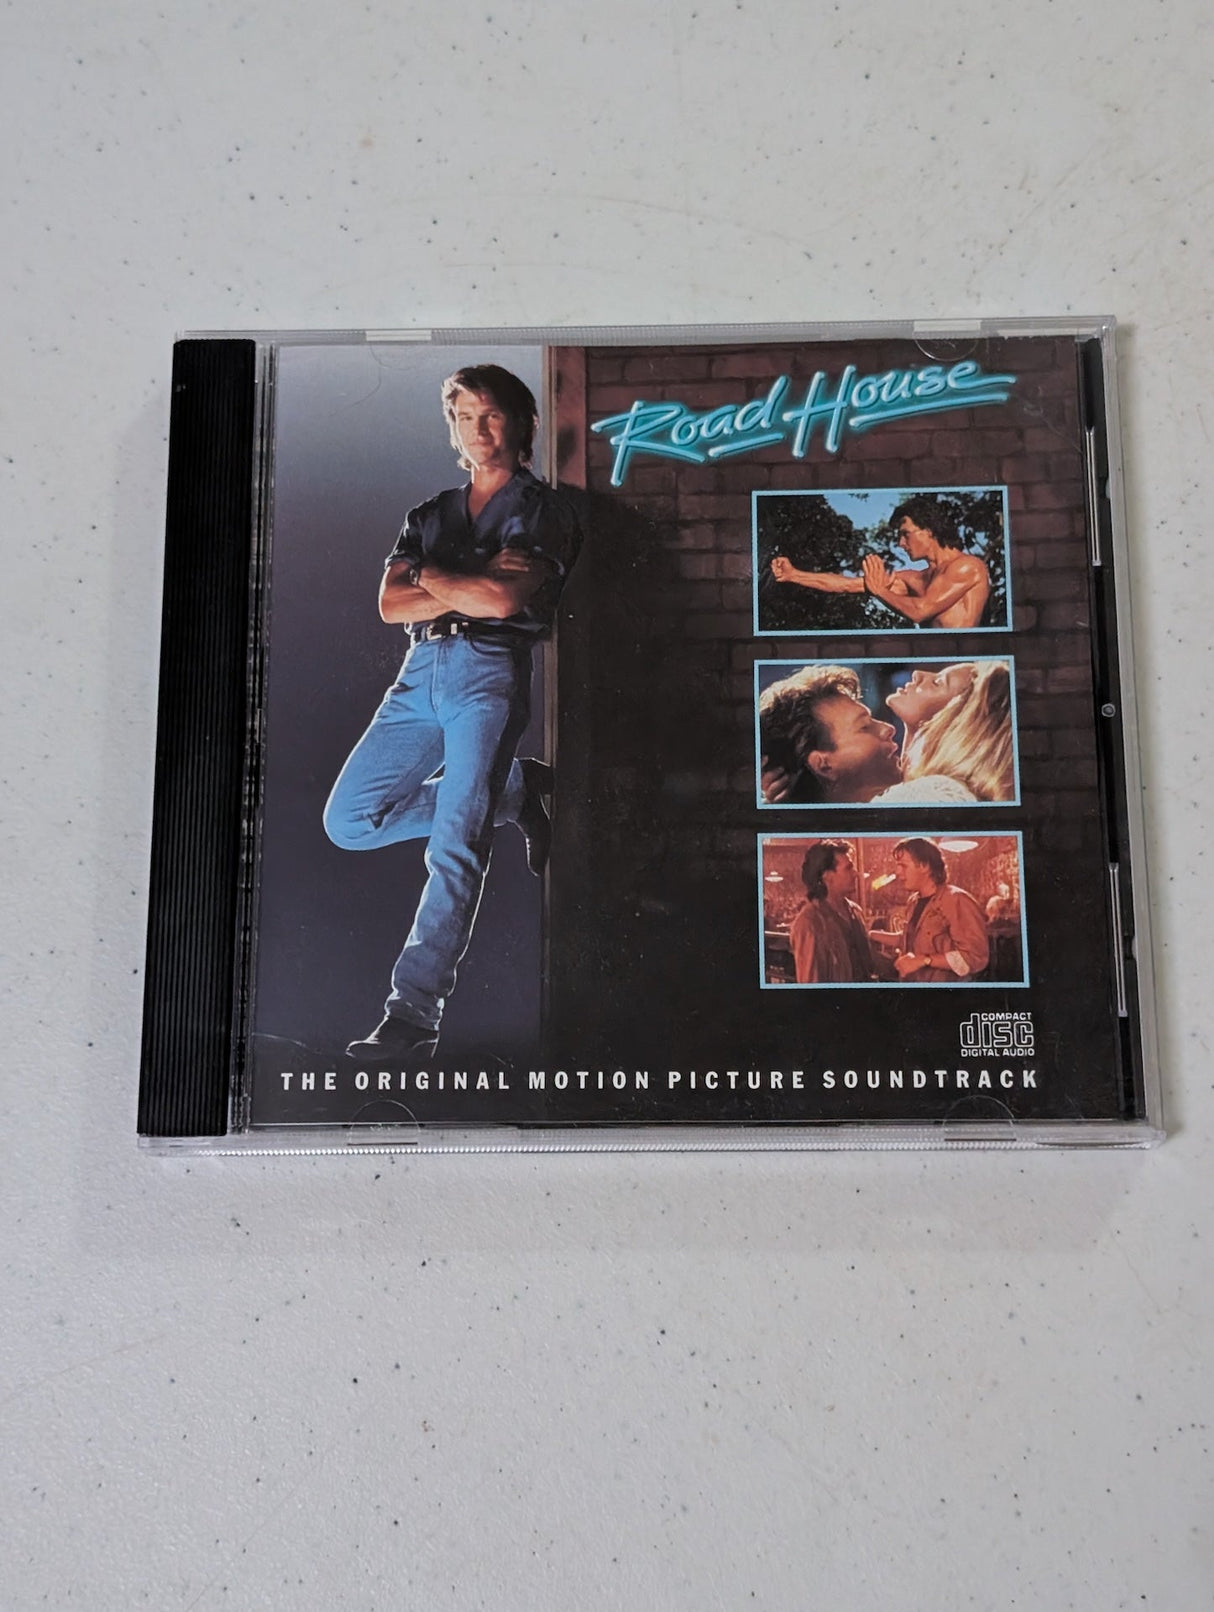 Road House
COMPACT
disc
DIGITAL AUDIO
THE ORIGINAL MOTION PICTURE SOUNDTRACK